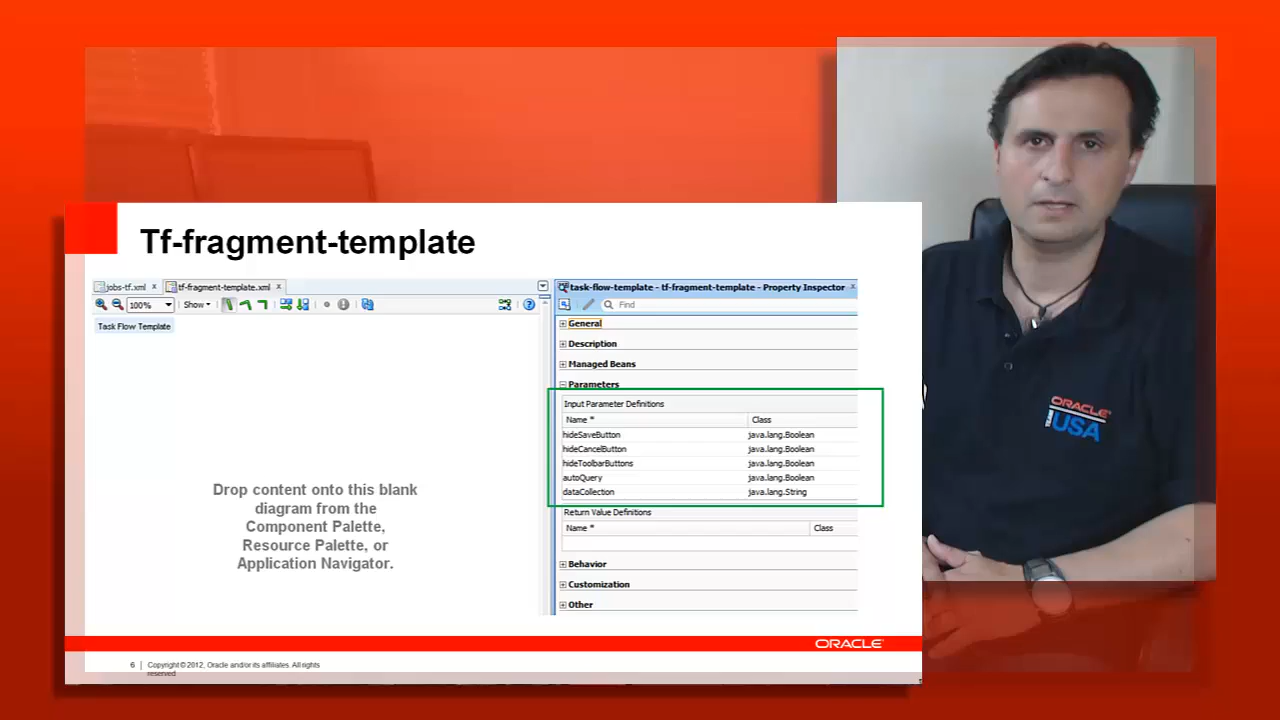 Tf-fragment-template
jobs-tf.xml
tf-fragment-template.xml
100%
Show
Task Flow Template
Drop content onto this blank
diagram from the
Component Palette,
Resource Palette, or
Application Navigator.
task-flow-template - tf-fragment-template - Property Inspector
Find
General
Description
Managed Beans
Parameters
Input Parameter Definitions
Name * Class
hideSaveButton java.lang.Boolean
hideCancelButton java.lang.Boolean
hideToolbarButtons java.lang.Boolean
autoQuery java.lang.Boolean
dataCollection java.lang.String
Return Value Definitions
Name * Class
Behavior
Customization
Other
ORACLE
6 Copyright © 2012, Oracle and/or its affiliates. All rights
reserved
ORACLE
TEAM USA